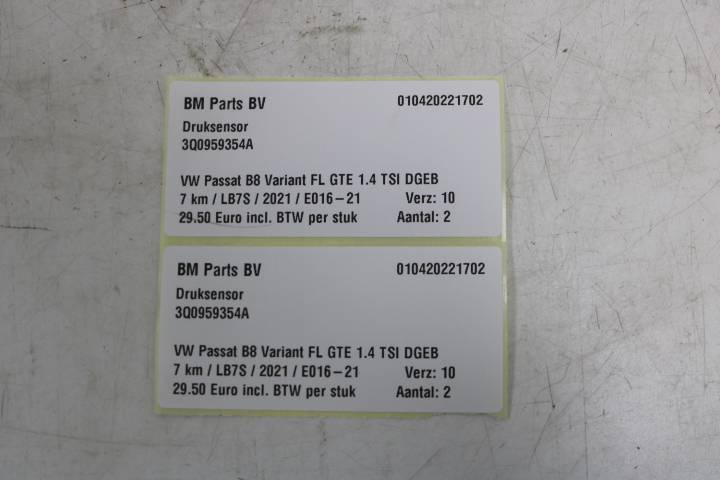 BM Parts BV 010420221702
Druksensor
3Q0959354A
VW Passat B8 Variant FL GTE 1.4 TSI DGEB
7 km / LB7S / 2021 / E016-21 Verz: 10
29.50 Euro incl. BTW per stuk Aantal: 2
BM Parts BV 010420221702
Druksensor
3Q0959354A
VW Passat B8 Variant FL GTE 1.4 TSI DGEB
7 km / LB7S / 2021 / E016-21 Verz: 10
29.50 Euro incl. BTW per stuk Aantal: 2